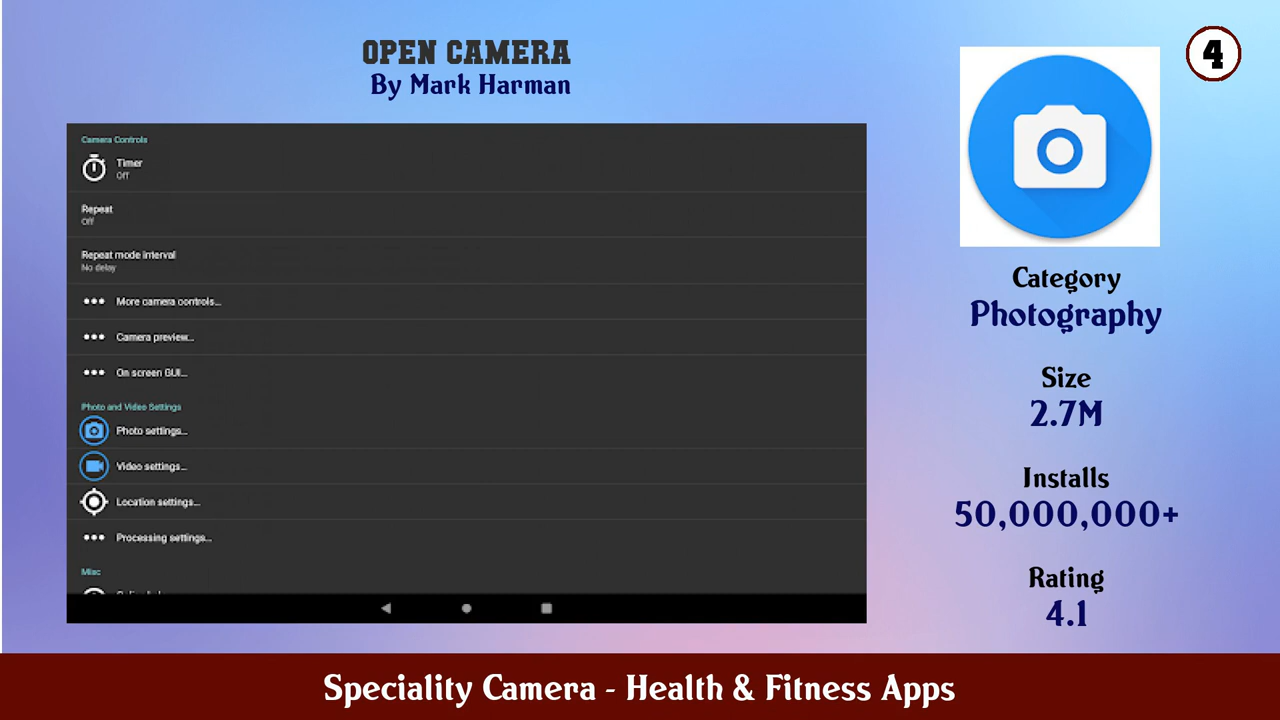 OPEN CAMERA
By Mark Harman
4
Camera Controls
Timer
Off
Repeat
Off
Repeat mode interval
No delay
More camera controls...
Camera preview...
On screen GUI...
Photo and Video Settings
Photo settings...
Video settings...
Location settings...
Processing settings...
Misc
Category
Photography
Size
2.7M
Installs
50,000,000+
Rating
4.1
Speciality Camera - Health & Fitness Apps